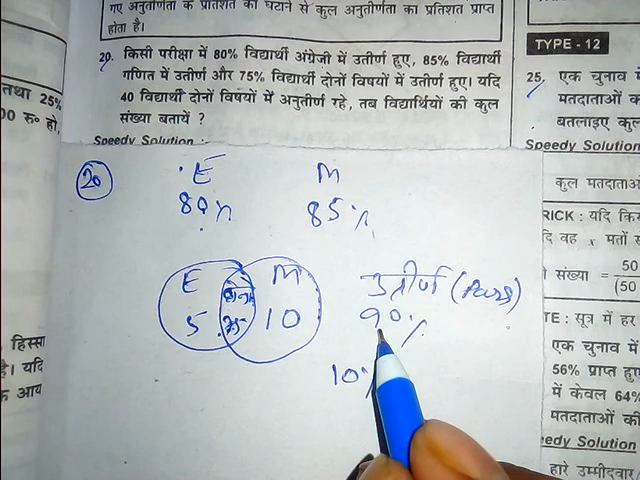 गए अनुतीर्णता के प्रतिशत को घटाने से कुल अनुतीर्णता का प्रतिशत प्राप्त
होता है।
20. किसी परीक्षा में 80% विद्यार्थी अंग्रेजी में उतीर्ण हुए, 85% विद्यार्थी
गणित में उतीर्ण और 75% विद्यार्थी दोनों विषयों में उतीर्ण हुए। यदि
40 विद्यार्थी दोनों विषयों में अनुतीर्ण रहे, तब विद्यार्थियों की कुल
संख्या बतायें ?
Speedy Solution :
20
E M
80% 85%
E दोनो M
5 75 10
उतीर्ण (Pass)
90%
10%
तथा 25%
00 रु० हो,
हिस्सा
है। यदि
के आय
TYPE - 12
25. एक चुनाव में
मतदाताओं क
बतलाइए कुल
Speedy Solution
कुल मतदाताओं
RICK : यदि कि
दि वह x मतों स
संख्या = 50
(50
TE : सूत्र में हर
एक चुनाव में
56% प्राप्त हुए
में केवल 64%
मतदाताओं की
eedy Solution
हारे उम्मीदवार